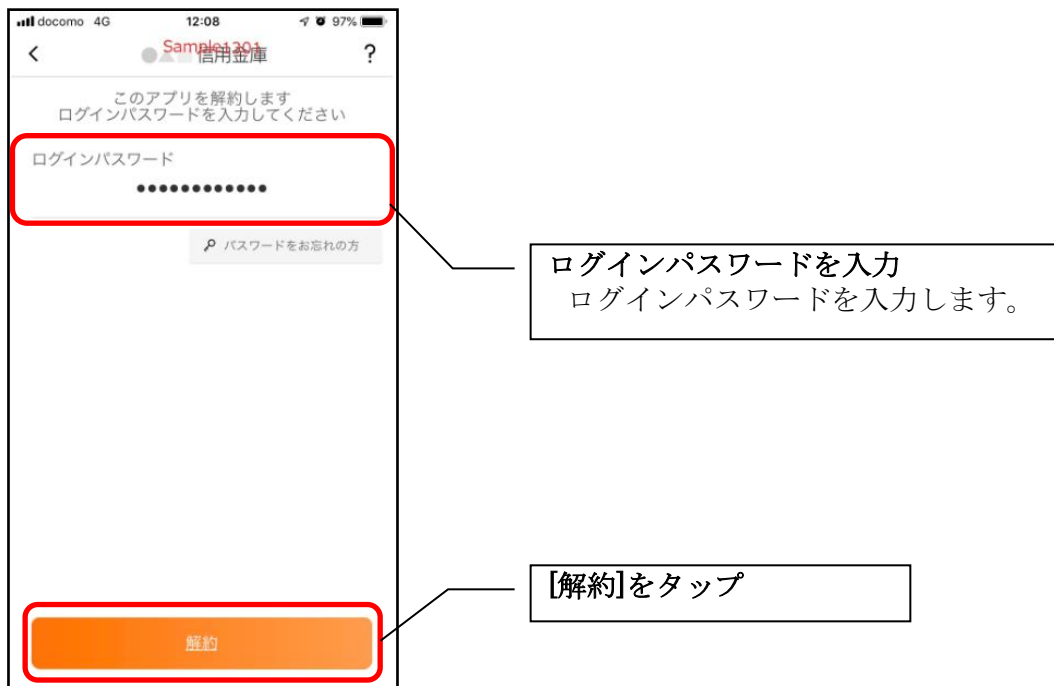 docomo 4G 12:08 97%
Sample1201
信用金庫 ?
このアプリを解約します
ログインパスワードを入力してください
ログインパスワード
パスワードをお忘れの方
ログインパスワードを入力
ログインパスワードを入力します。
[解約]をタップ
解約